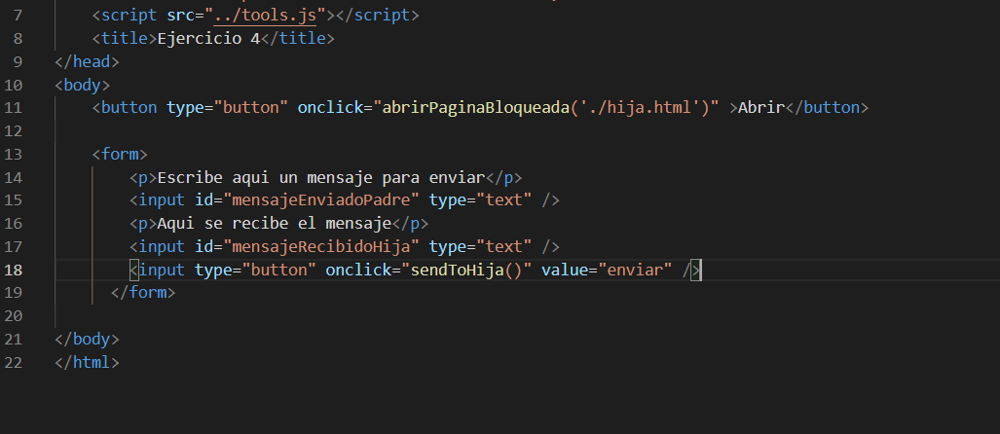 7 <script src="../tools.js"></script>
8 <title>Ejercicio 4</title>
9 </head>
10 <body>
11 <button type="button" onclick="abrirPaginaBloqueada('./hija.html')" >Abrir</button>
12
13 <form>
14 <p>Escribe aqui un mensaje para enviar</p>
15 <input id="mensajeEnviadoPadre" type="text" />
16 <p>Aqui se recibe el mensaje</p>
17 <input id="mensajeRecibidoHija" type="text" />
18 <input type="button" onclick="sendToHija()" value="enviar" />
19 </form>
20
21 </body>
22 </html>